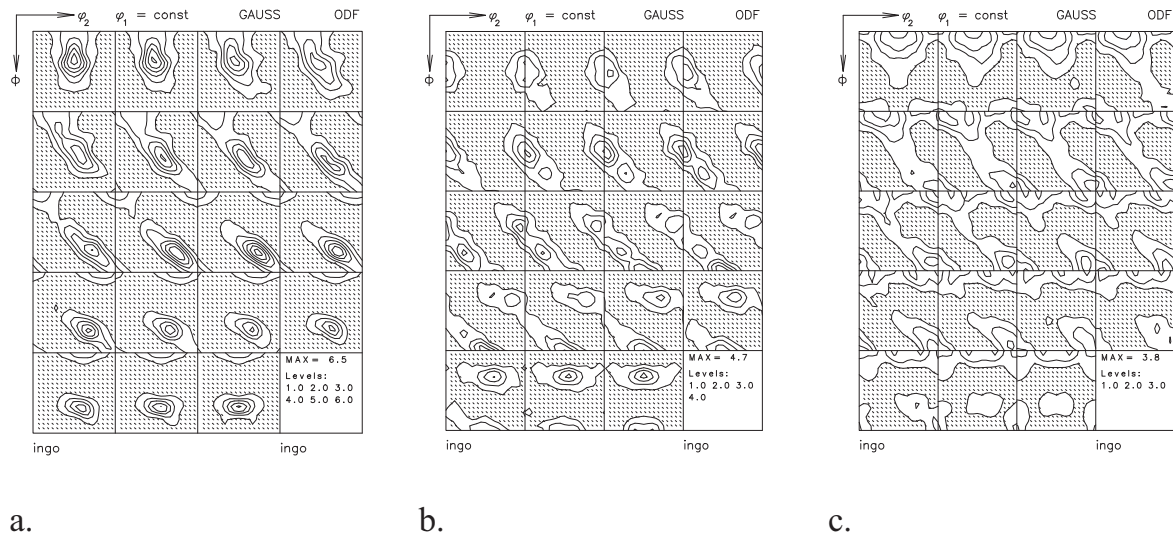 φ2 φ1 = const GAUSS ODF
Φ
MAX = 6.5
Levels:
1.0 2.0 3.0
4.0 5.0 6.0
ingo ingo
a.
φ2 φ1 = const GAUSS ODF
Φ
MAX = 4.7
Levels:
1.0 2.0 3.0
4.0
ingo ingo
b.
φ2 φ1 = const GAUSS ODF
Φ
MAX = 3.8
Levels:
1.0 2.0 3.0
ingo ingo
c.